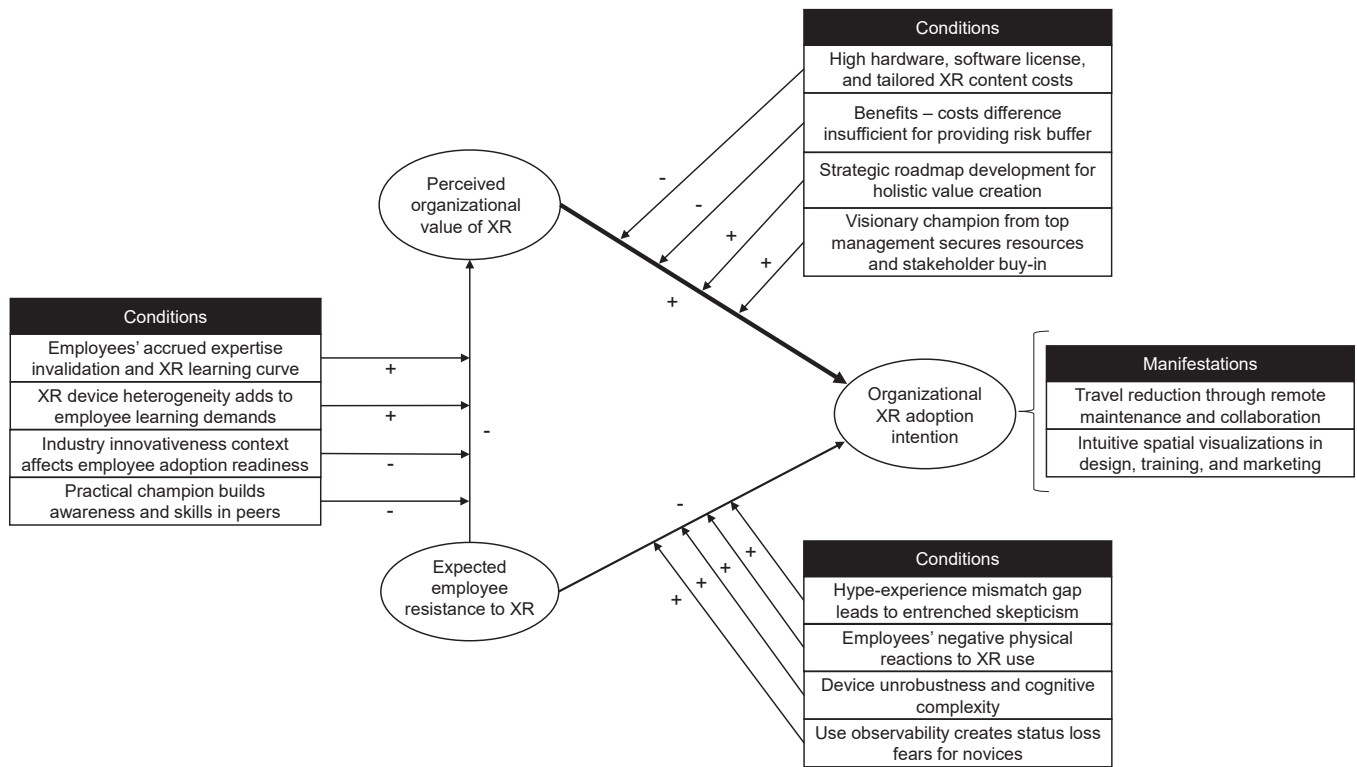 Conditions
High hardware, software license,
and tailored XR content costs
Benefits – costs difference
insufficient for providing risk buffer
Strategic roadmap development for
holistic value creation
Visionary champion from top
management secures resources
and stakeholder buy-in
-
-
+
+
+
Perceived
organizational
value of XR
Conditions
Employees' accrued expertise
invalidation and XR learning curve
XR device heterogeneity adds to
employee learning demands
Industry innovativeness context
affects employee adoption readiness
Practical champion builds
awareness and skills in peers
+
+
-
-
-
Organizational
XR adoption
intention
Manifestations
Travel reduction through remote
maintenance and collaboration
Intuitive spatial visualizations in
design, training, and marketing
Expected
employee
resistance to XR
-
+
+
+
+
Conditions
Hype-experience mismatch gap
leads to entrenched skepticism
Employees' negative physical
reactions to XR use
Device unrobustness and cognitive
complexity
Use observability creates status loss
fears for novices